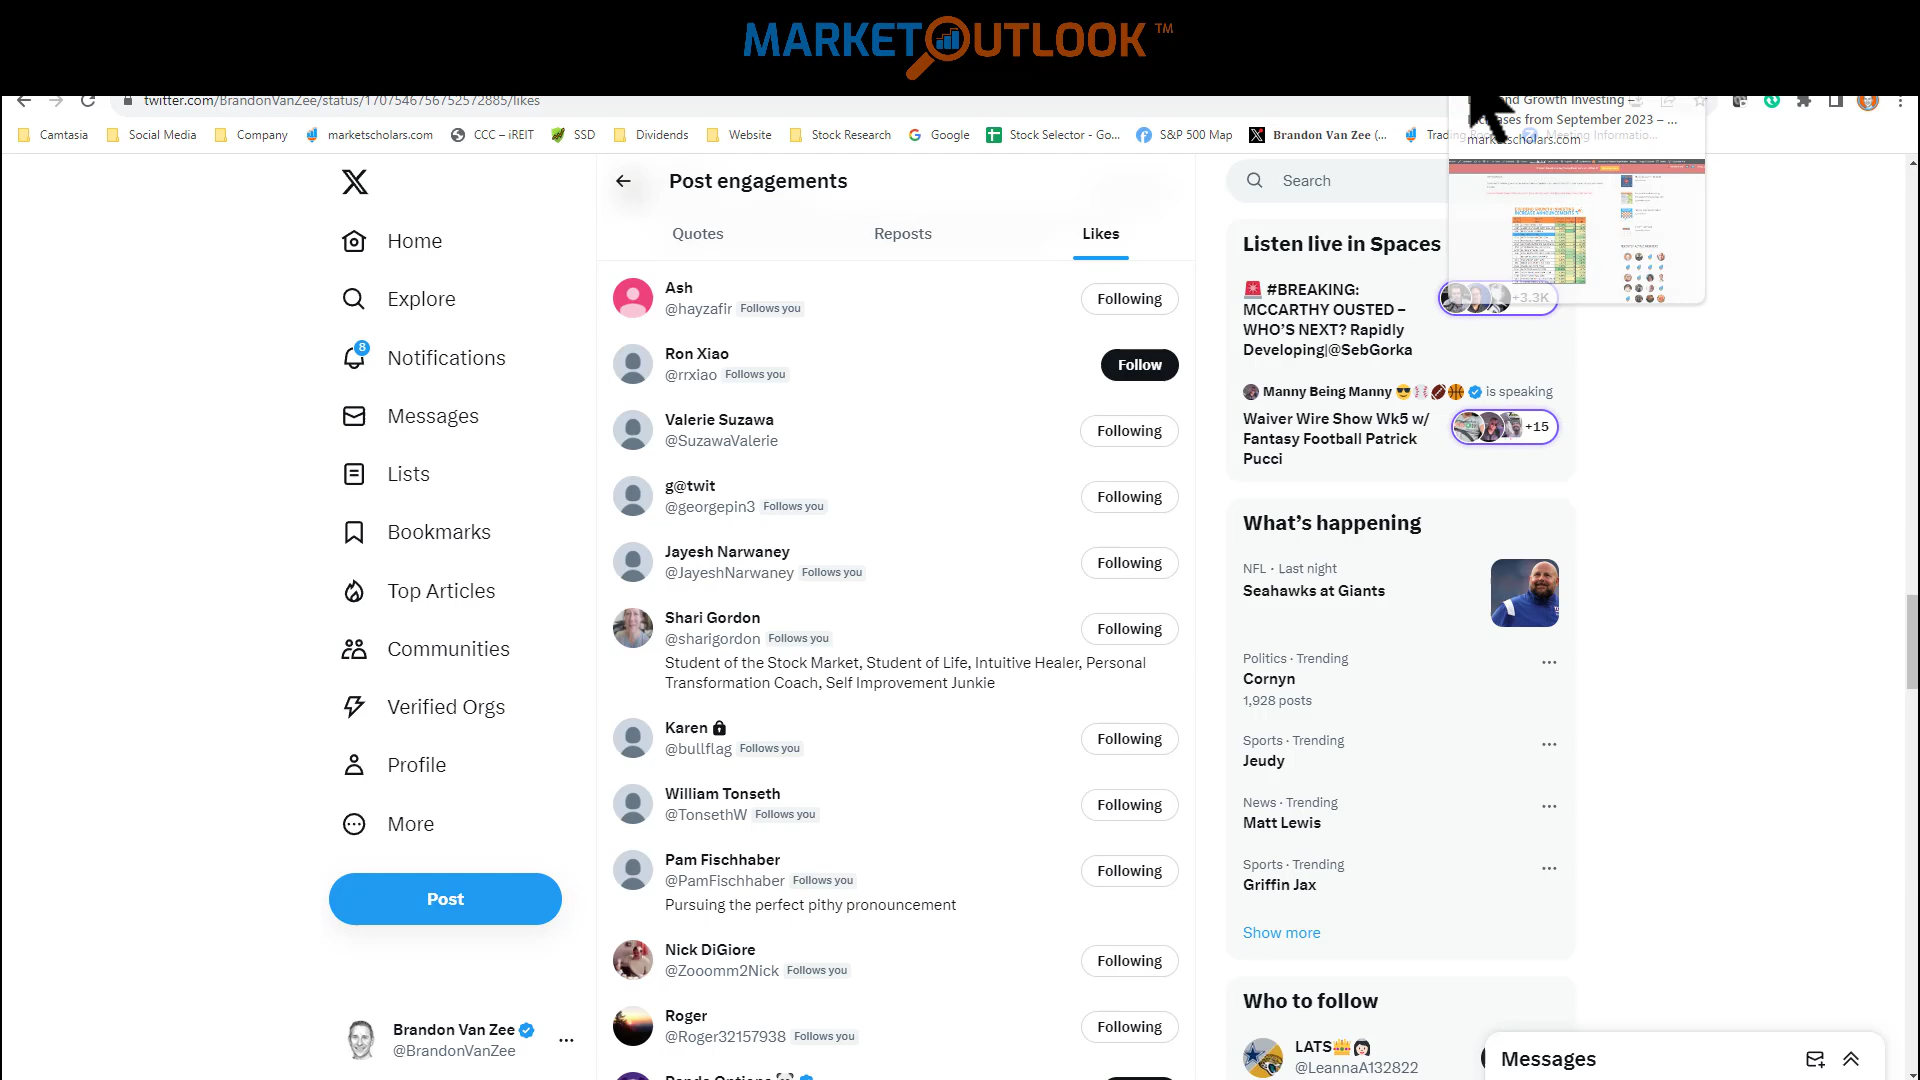 MARKETOUTLOOK™
twitter.com/BrandonVanZee/status/1707546756752572885/likes
Camtasia
Social Media
Company
marketscholars.com
CCC – iREIT
SSD
Dividends
Website
Stock Research
Google
Stock Selector - Go...
S&P 500 Map
Brandon Van Zee (...
Meeting Informatio...
nd Growth Investing –
ases from September 2023 – ...
marketscholars.com
Home
Explore
8
Notifications
Messages
Lists
Bookmarks
Top Articles
Communities
Verified Orgs
Profile
More
Post
Brandon Van Zee
@BrandonVanZee
Post engagements
Quotes
Reposts
Likes
Ash
@hayzafir Follows you
Following
Ron Xiao
@rrxiao Follows you
Follow
Valerie Suzawa
@SuzawaValerie
Following
g@twit
@georgepin3 Follows you
Following
Jayesh Narwaney
@JayeshNarwaney Follows you
Following
Shari Gordon
@sharigordon Follows you
Following
Student of the Stock Market, Student of Life, Intuitive Healer, Personal
Transformation Coach, Self Improvement Junkie
Karen
@bullflag Follows you
Following
William Tonseth
@TonsethW Follows you
Following
Pam Fischhaber
@PamFischhaber Follows you
Following
Pursuing the perfect pithy pronouncement
Nick DiGiore
@Zooomm2Nick Follows you
Following
Roger
@Roger32157938 Follows you
Following
Search
Listen live in Spaces
🚨 #BREAKING:
MCCARTHY OUSTED –
WHO’S NEXT? Rapidly
Developing|@SebGorka
+3.3K
Manny Being Manny 😎⚾🏈🏀 is speaking
Waiver Wire Show Wk5 w/
Fantasy Football Patrick
Pucci
+15
What’s happening
NFL · Last night
Seahawks at Giants
Politics · Trending
Cornyn
1,928 posts
Sports · Trending
Jeudy
News · Trending
Matt Lewis
Sports · Trending
Griffin Jax
Show more
Who to follow
LATS👑👩🏻
@LeannaA132822
Messages